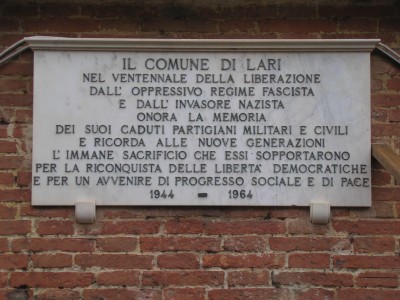 IL COMUNE DI LARI
NEL VENTENNALE DELLA LIBERAZIONE
DALL' OPPRESSIVO REGIME FASCISTA
E DALL' INVASORE NAZISTA
ONORA LA MEMORIA
DEI SUOI CADUTI PARTIGIANI MILITARI E CIVILI
E RICORDA ALLE NUOVE GENERAZIONI
L' IMMANE SACRIFICIO CHE ESSI SOPPORTARONO
PER LA RICONQUISTA DELLE LIBERTA' DEMOCRATICHE
E PER UN AVVENIRE DI PROGRESSO SOCIALE E DI PACE
1944 - 1964